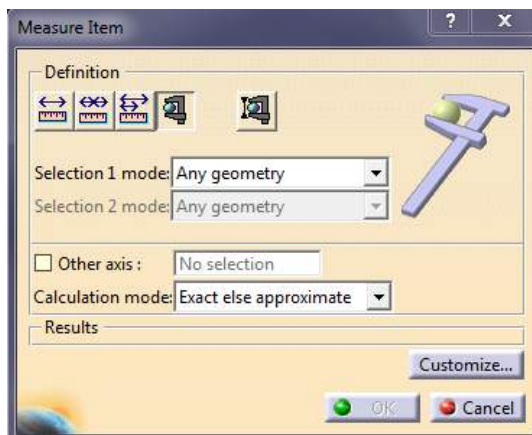 Measure Item
? X
Definition
Selection 1 mode: Any geometry
Selection 2 mode: Any geometry
Other axis : No selection
Calculation mode: Exact else approximate
Results
Customize...
OK Cancel